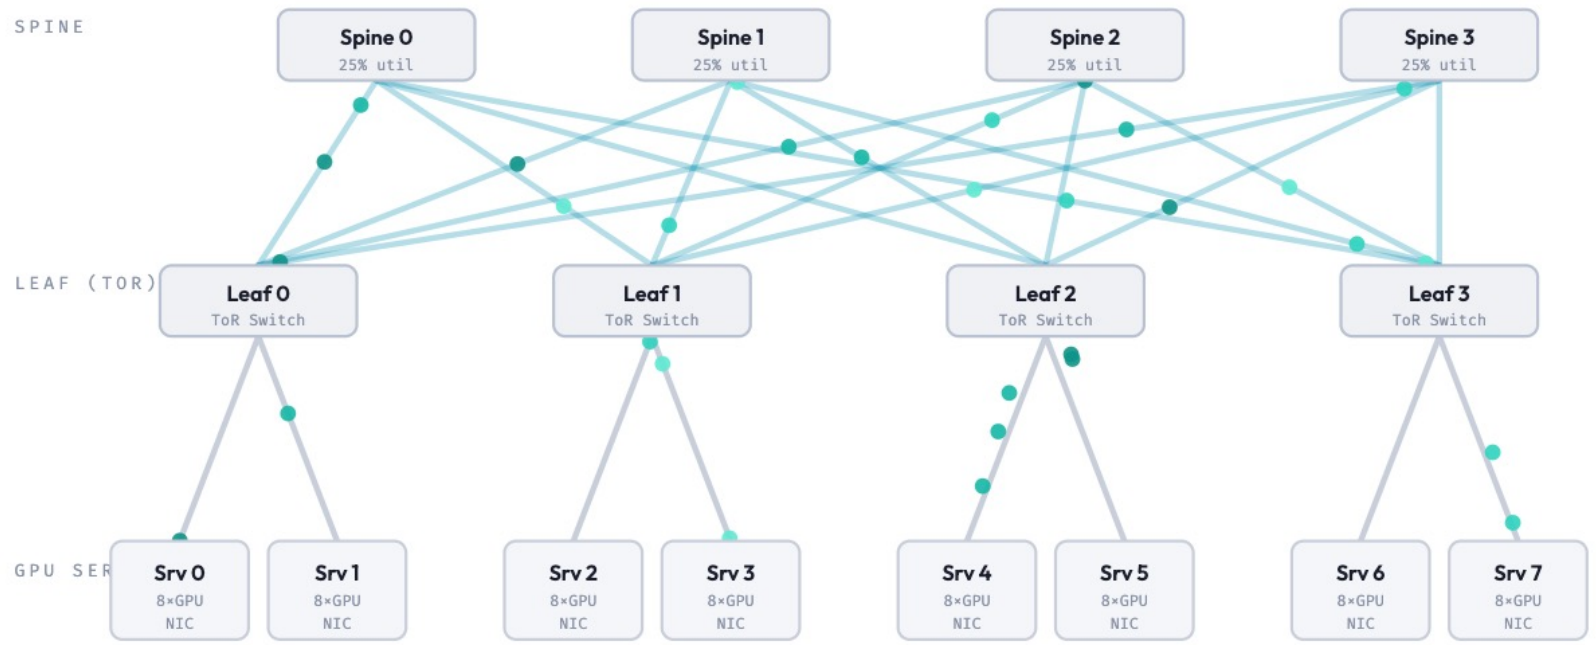 SPINE
Spine 0
25% util
Spine 1
25% util
Spine 2
25% util
Spine 3
25% util
LEAF (TOR)
Leaf 0
ToR Switch
Leaf 1
ToR Switch
Leaf 2
ToR Switch
Leaf 3
ToR Switch
GPU SER
Srv 0
8×GPU
NIC
Srv 1
8×GPU
NIC
Srv 2
8×GPU
NIC
Srv 3
8×GPU
NIC
Srv 4
8×GPU
NIC
Srv 5
8×GPU
NIC
Srv 6
8×GPU
NIC
Srv 7
8×GPU
NIC